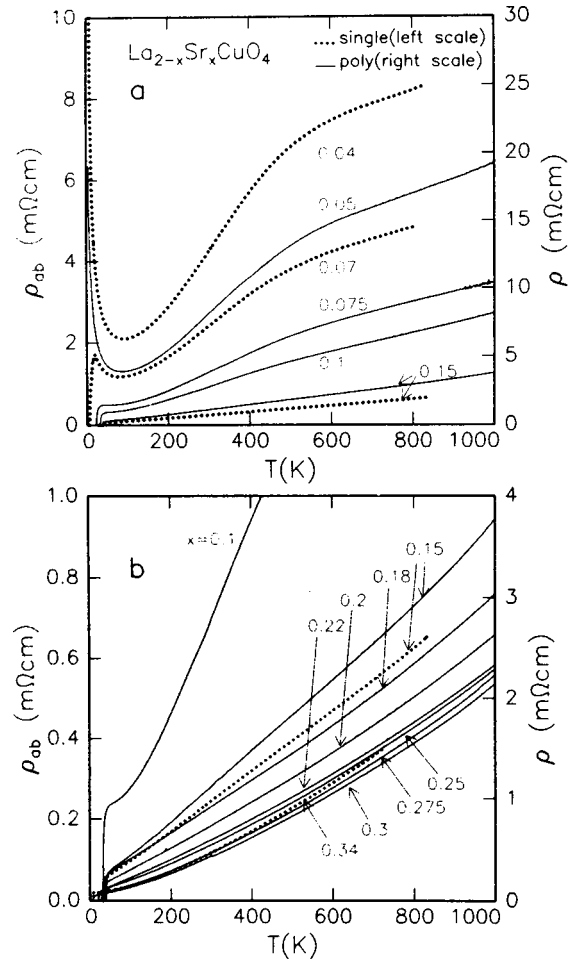 10
8
6
4
2
0
ρab (mΩcm)
La2−xSrxCuO4
a
single(left scale)
poly(right scale)
0.04
0.05
0.07
0.075
0.1
0.15
30
25
20
15
10
5
0
ρ (mΩcm)
0 200 400 600 800 1000
T(K)
1.0
0.8
0.6
0.4
0.2
0.0
ρab (mΩcm)
b
x=0.1
0.22
0.2
0.18
0.15
0.25
0.275
0.3
0.34
4
3
2
1
0
ρ (mΩcm)
0 200 400 600 800 1000
T(K)